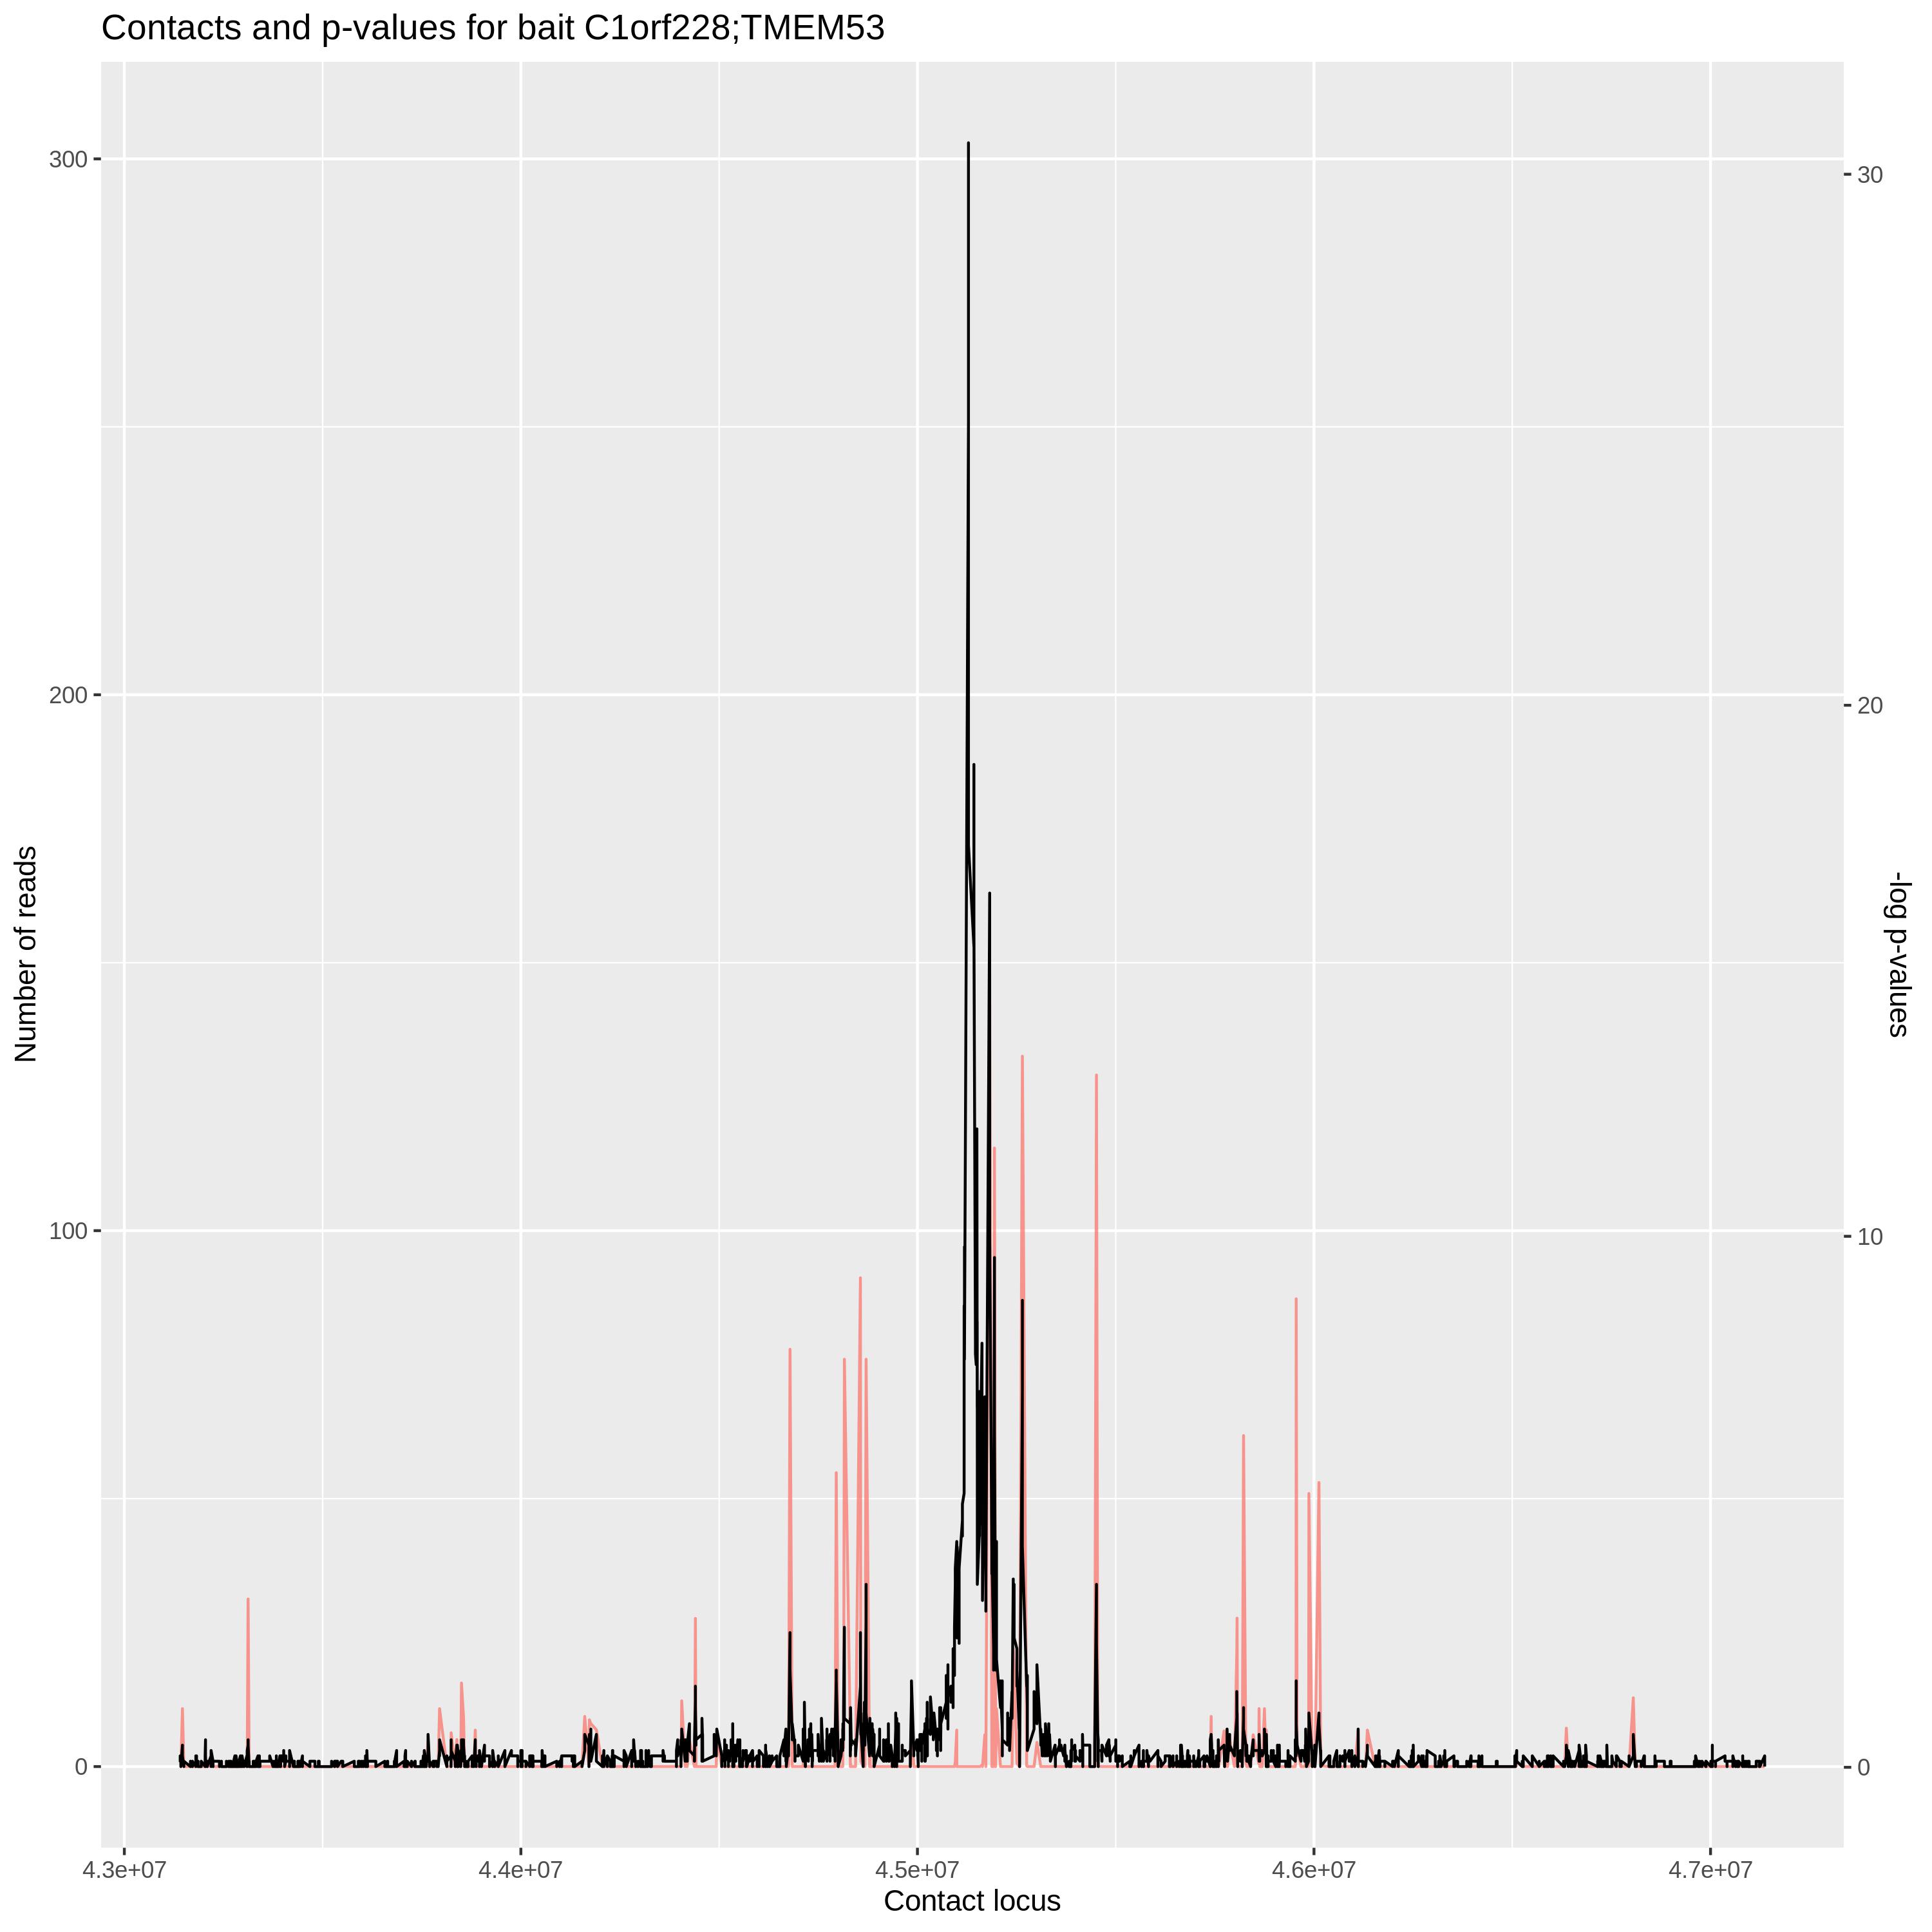 Contacts and p-values for bait C1orf228;TMEM53
300
200
100
0
Number of reads
30
20
10
0
-log p-values
4.3e+07 4.4e+07 4.5e+07 4.6e+07 4.7e+07
Contact locus